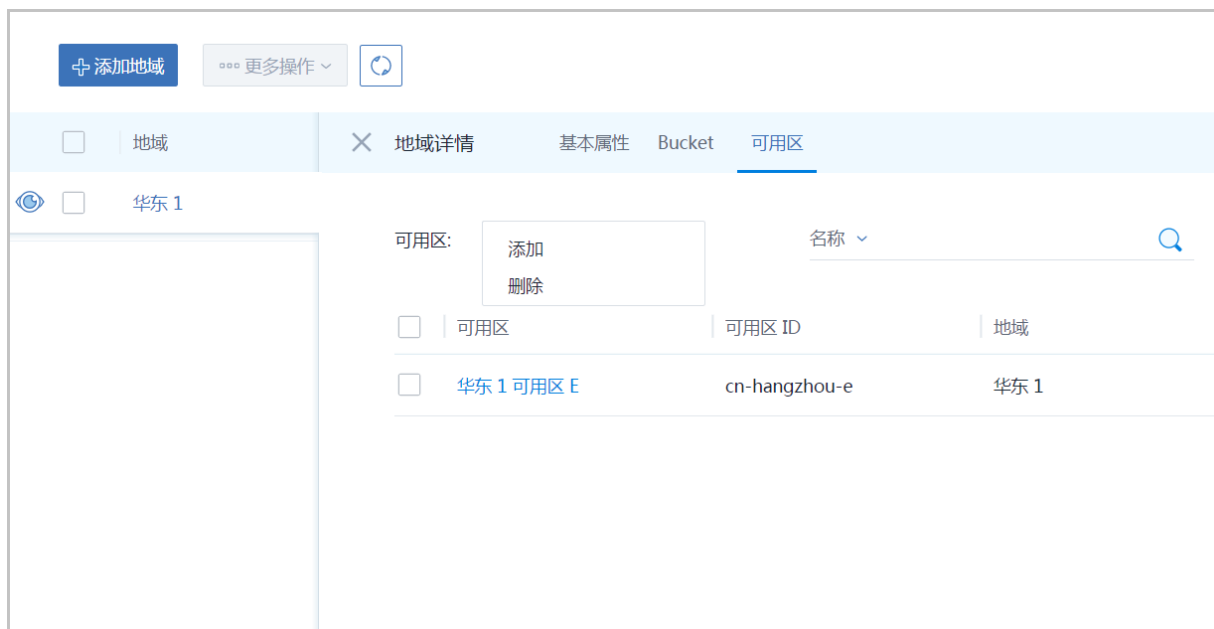 添加地域
更多操作
地域
地域详情 基本属性 Bucket 可用区
华东 1
可用区:
添加
删除
名称
可用区 可用区 ID 地域
华东 1 可用区 E cn-hangzhou-e 华东 1